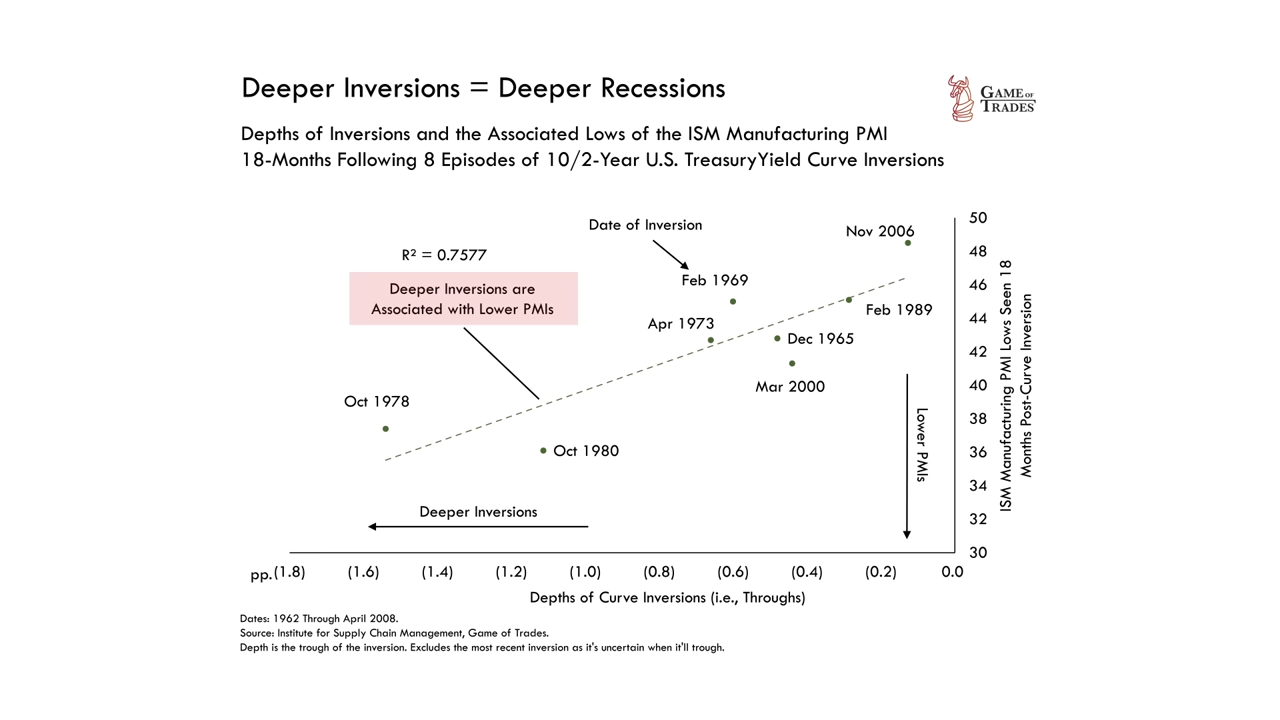 Deeper Inversions = Deeper Recessions
GAME OF
TRADES
Depths of Inversions and the Associated Lows of the ISM Manufacturing PMI
18-Months Following 8 Episodes of 10/2-Year U.S. TreasuryYield Curve Inversions
Date of Inversion
R² = 0.7577
Deeper Inversions are
Associated with Lower PMIs
Nov 2006
Feb 1969
Feb 1989
Apr 1973
Dec 1965
Mar 2000
Oct 1978
Oct 1980
Deeper Inversions
Lower PMIs
50
48
46
44
42
40
38
36
34
32
30
ISM Manufacturing PMI Lows Seen 18
Months Post-Curve Inversion
pp. (1.8) (1.6) (1.4) (1.2) (1.0) (0.8) (0.6) (0.4) (0.2) 0.0
Depths of Curve Inversions (i.e., Throughs)
Dates: 1962 Through April 2008.
Source: Institute for Supply Chain Management, Game of Trades.
Depth is the trough of the inversion. Excludes the most recent inversion as it's uncertain when it'll trough.